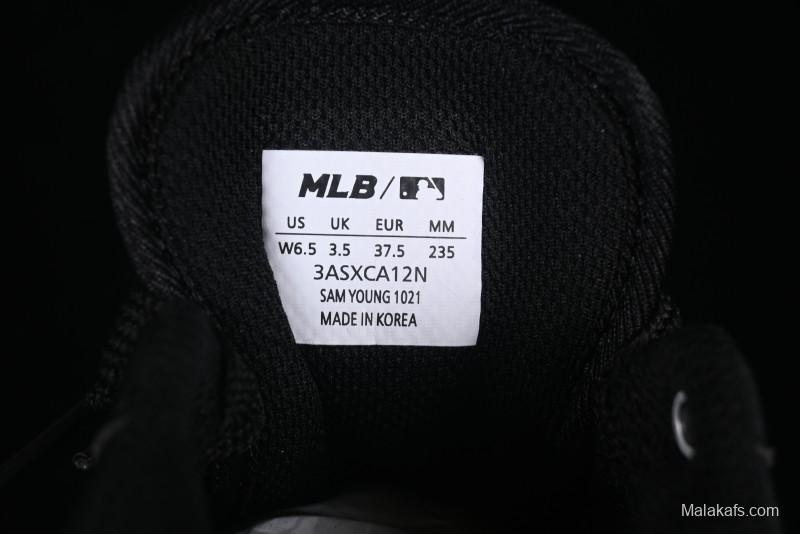 MLB/
US UK EUR MM
W6.5 3.5 37.5 235
3ASXCA12N
SAM YOUNG 1021
MADE IN KOREA
Malakafs.com